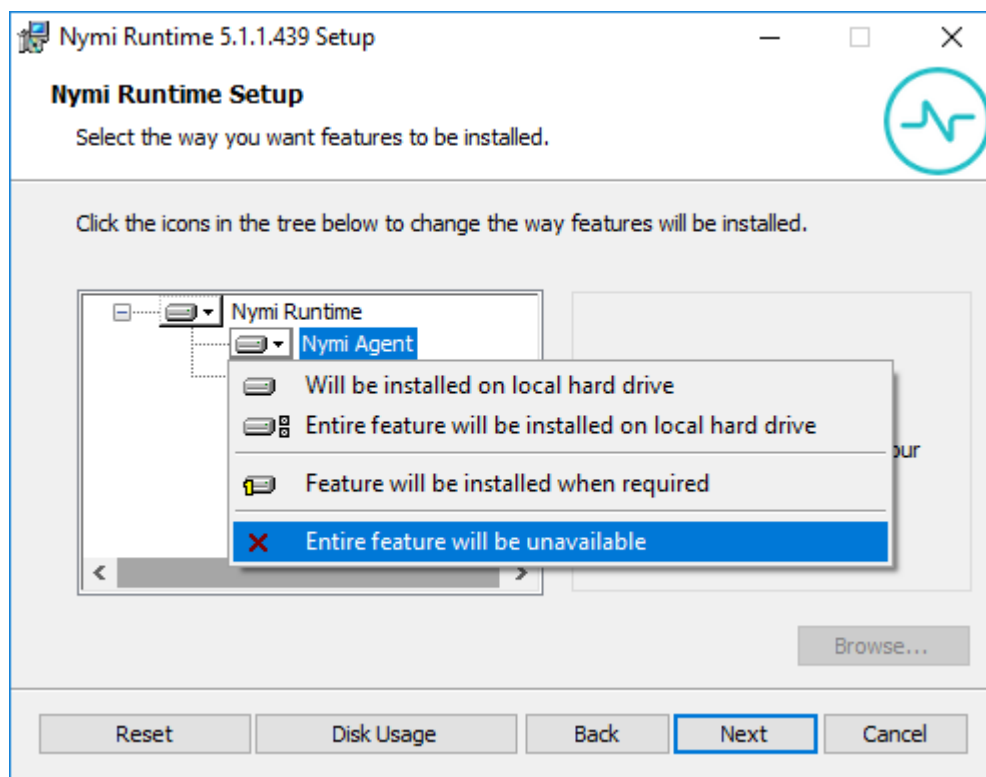 Nymi Runtime 5.1.1.439 Setup
Nymi Runtime Setup
Select the way you want features to be installed.
Click the icons in the tree below to change the way features will be installed.
Nymi Runtime
Nymi Agent
Will be installed on local hard drive
Entire feature will be installed on local hard drive
Feature will be installed when required
Entire feature will be unavailable
Browse...
Reset
Disk Usage
Back
Next
Cancel